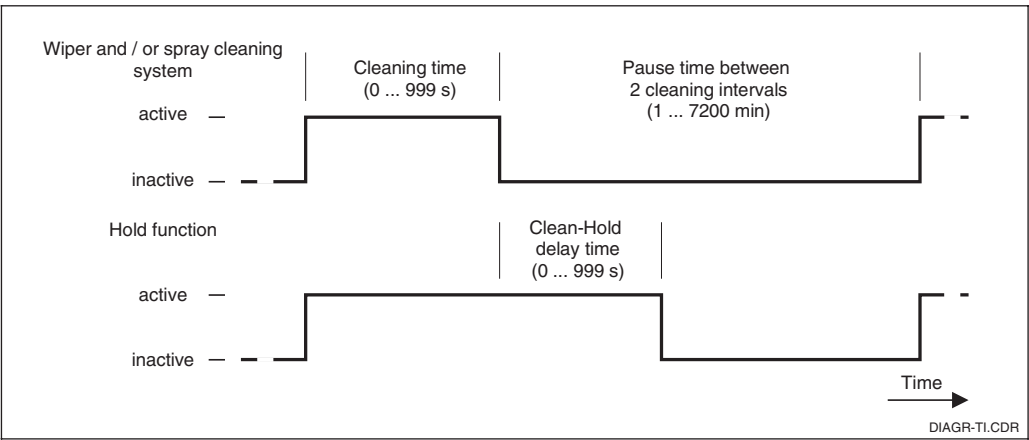 Wiper and / or spray cleaning
system
Cleaning time
(0 ... 999 s)
Pause time between
2 cleaning intervals
(1 ... 7200 min)
active
inactive
Hold function
Clean-Hold
delay time
(0 ... 999 s)
active
inactive
Time
DIAGR-TI.CDR